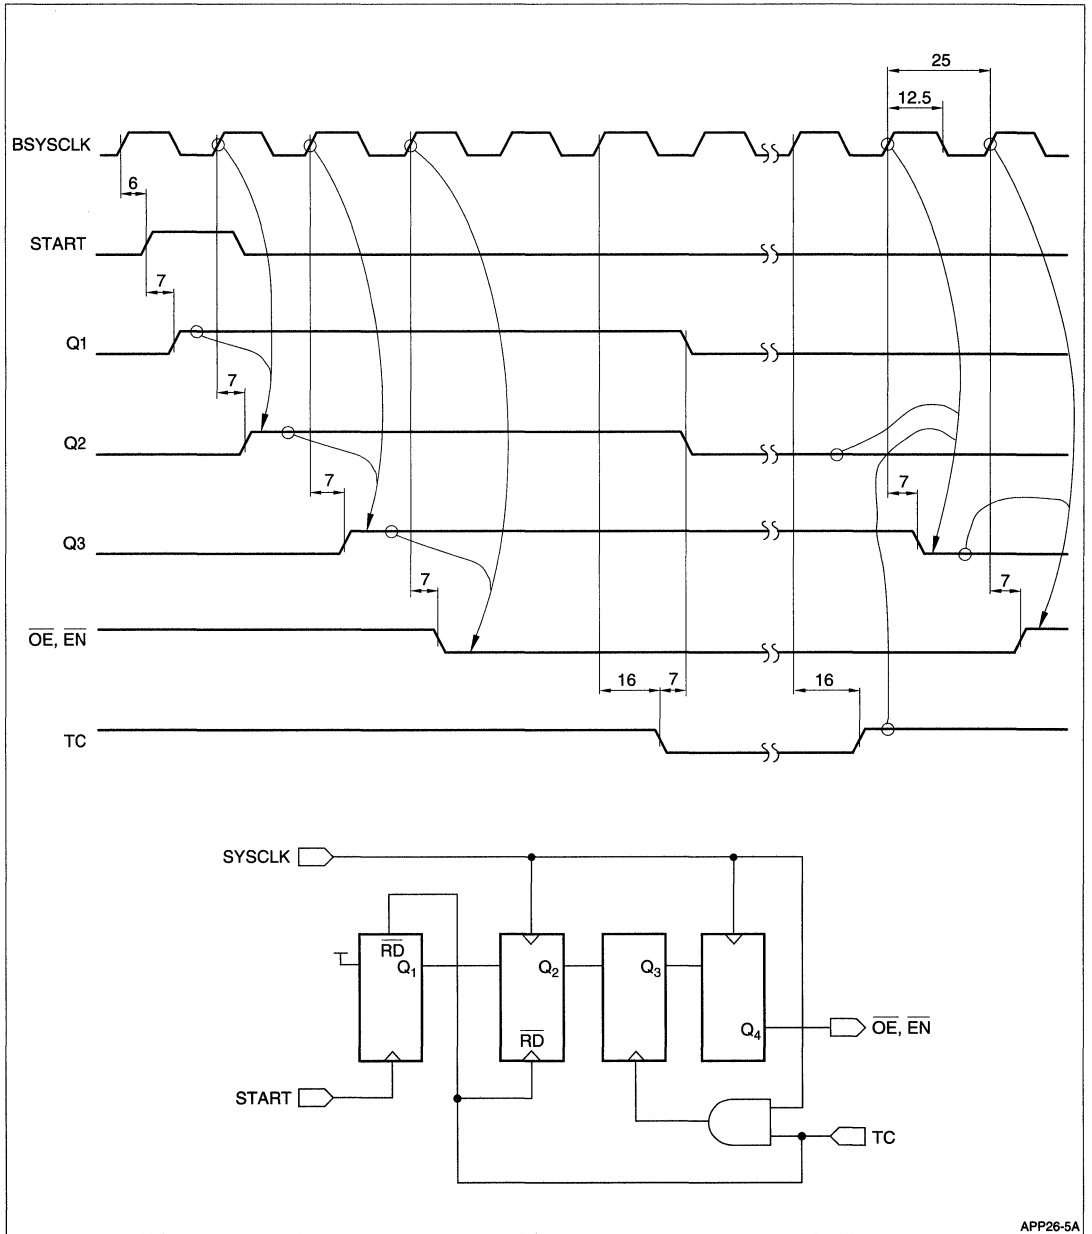 25
12.5
BSYSCLK
6
START
7
Q1
7
Q2
7
7
Q3
7
7
OE, EN
16
7
16
TC
SYSCLK
RD
Q1
Q2
Q3
RD
Q4
OE, EN
START
TC
APP26-5A